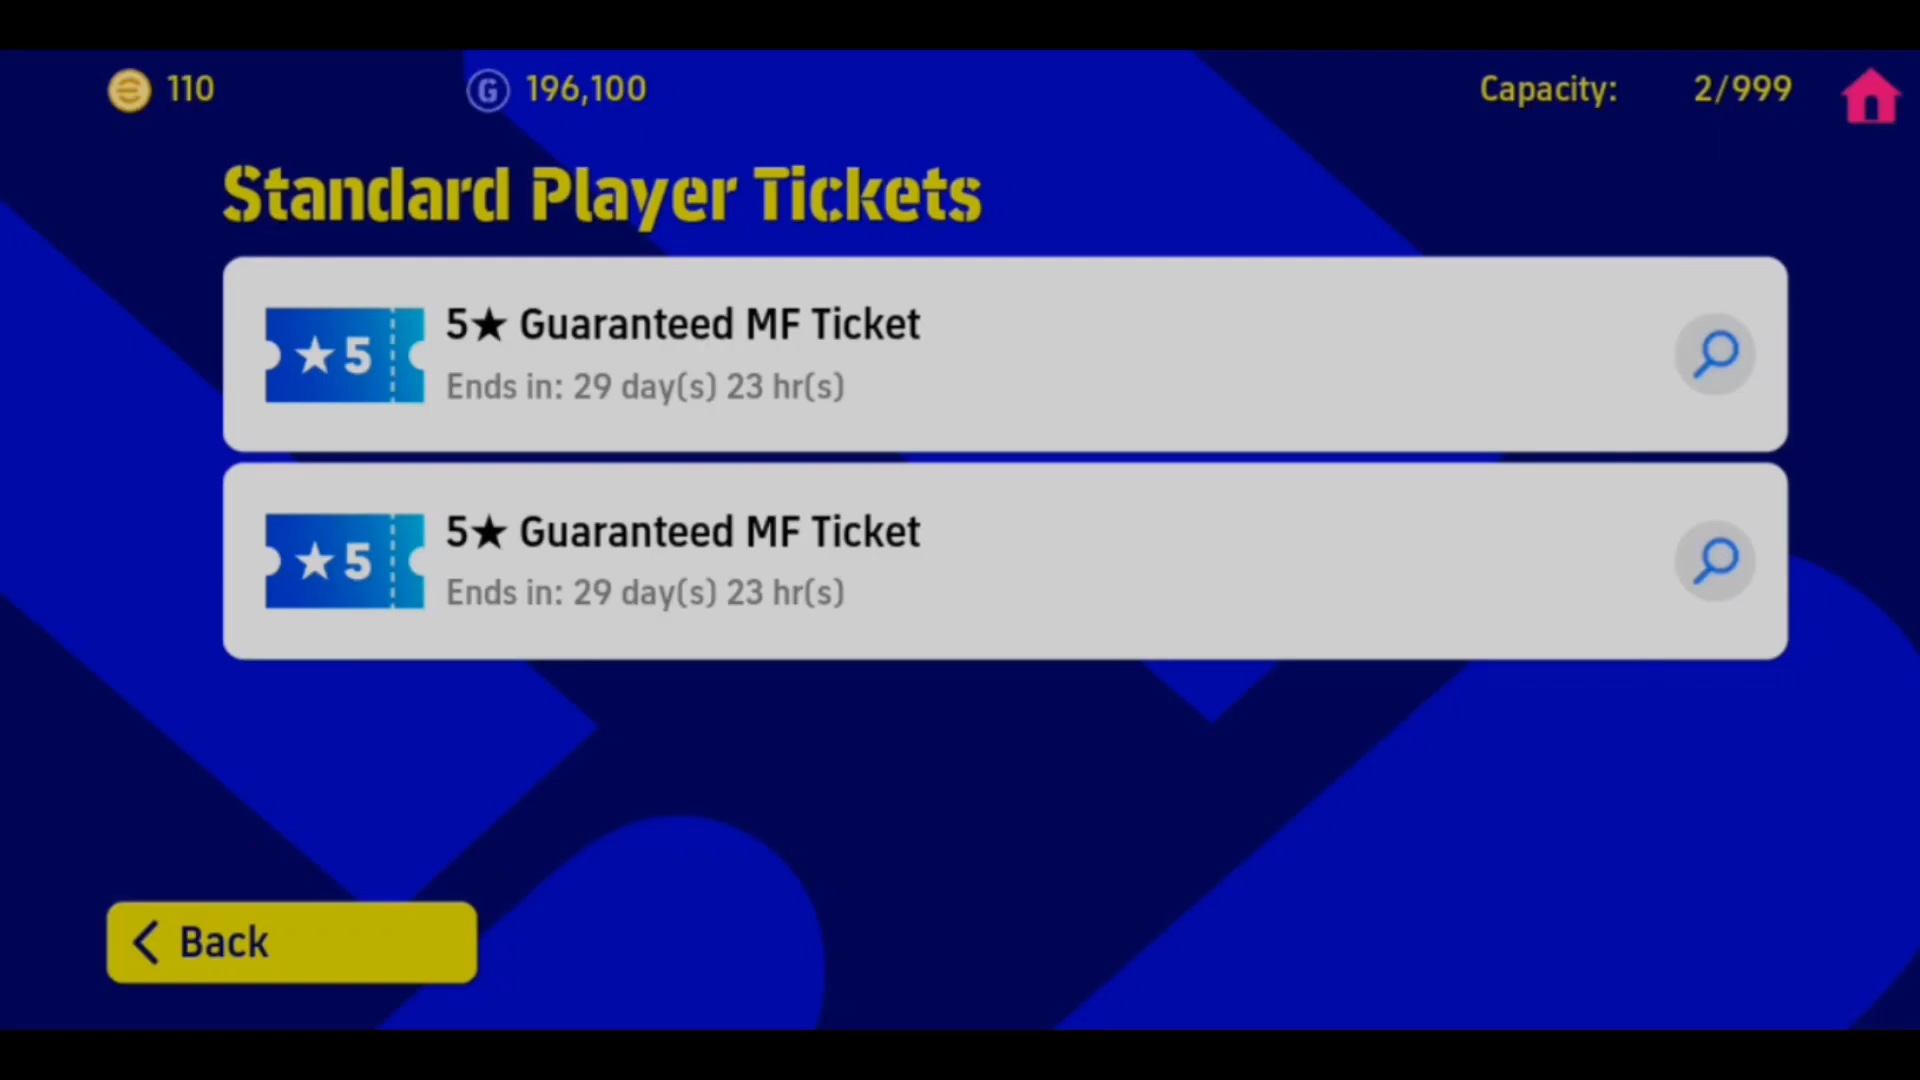 110
G 196,100
Capacity: 2/999
Standard Player Tickets
★5
5★ Guaranteed MF Ticket
Ends in: 29 day(s) 23 hr(s)
★5
5★ Guaranteed MF Ticket
Ends in: 29 day(s) 23 hr(s)
Back